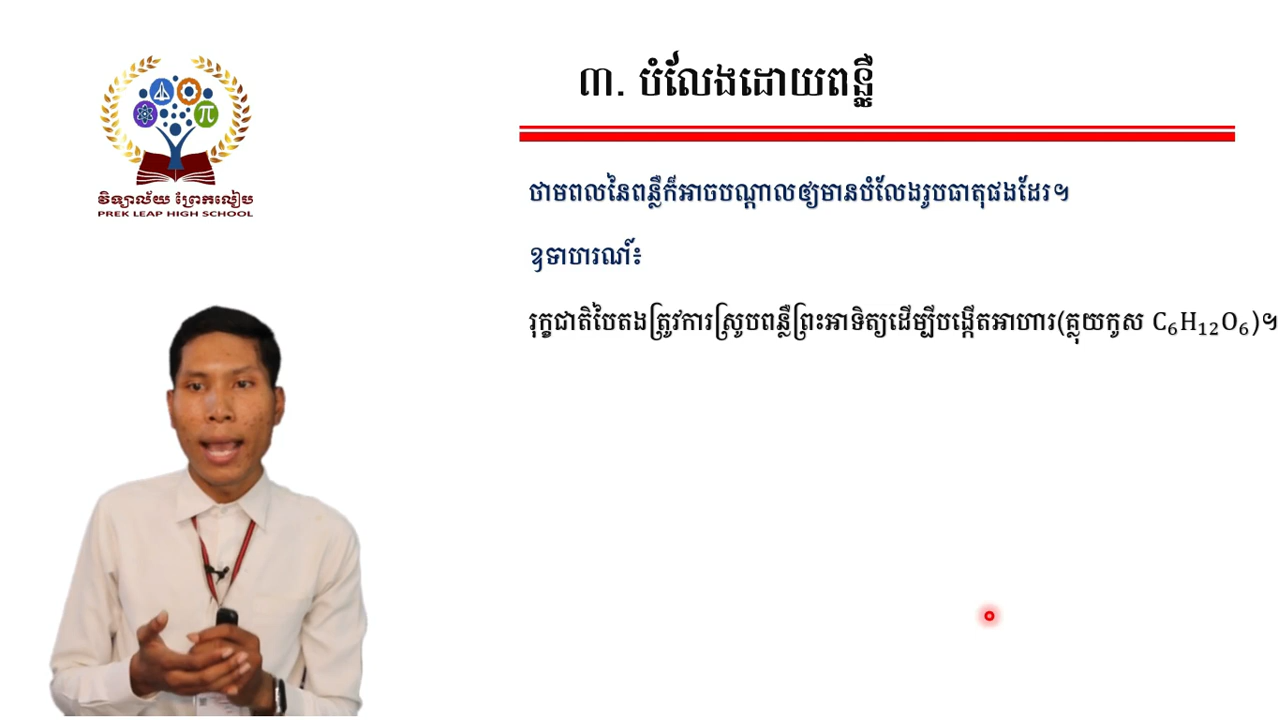 វិទ្យាល័យ ព្រែកលៀប
PREK LEAP HIGH SCHOOL
៣. បំលែងដោយពន្លឺ
ថាមពលនៃពន្លឺក៏អាចបណ្តាលឲ្យមានបំលែងរូបធាតុផងដែរ។
ឧទាហរណ៍៖
រុក្ខជាតិបៃតងត្រូវការស្រូបពន្លឺព្រះអាទិត្យដើម្បីបង្កើតអាហារ(គ្លុយកូស C₆H₁₂O₆)។